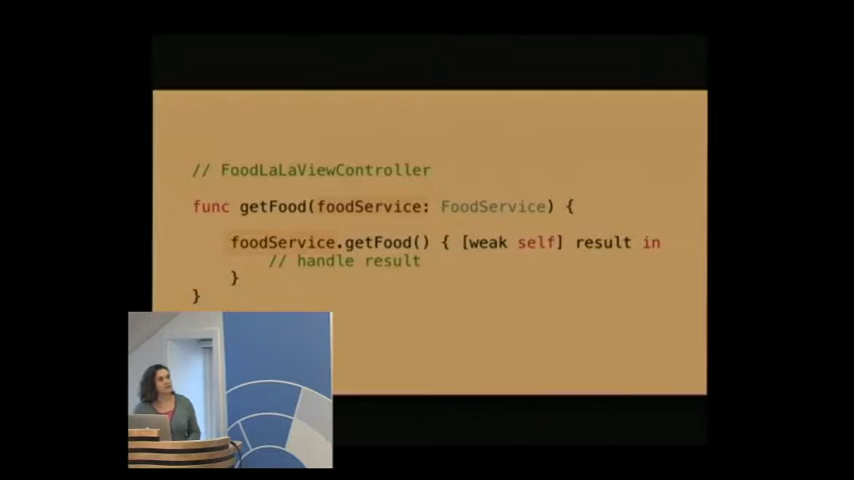 // FoodLaLaViewController
func getFood(foodService: FoodService) {
foodService.getFood() { [weak self] result in
// handle result
}
}